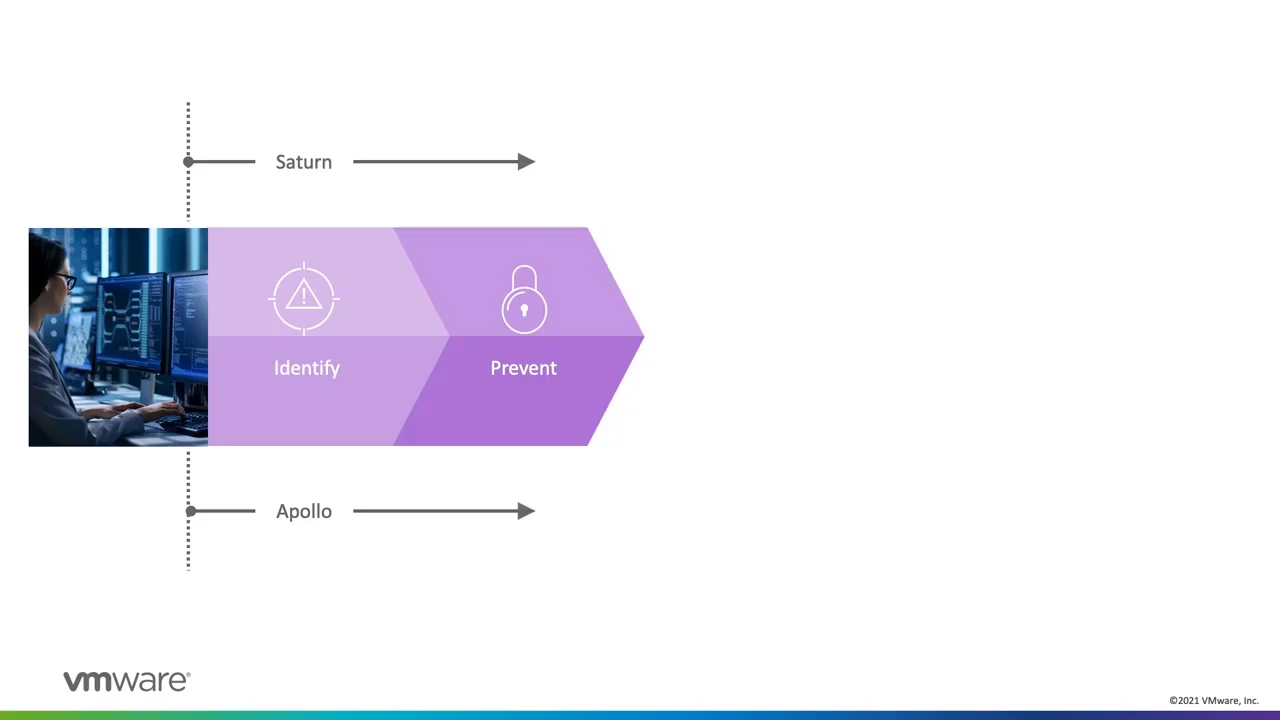 Saturn
Identify
Prevent
Apollo
vmware®
©2021 VMware, Inc.